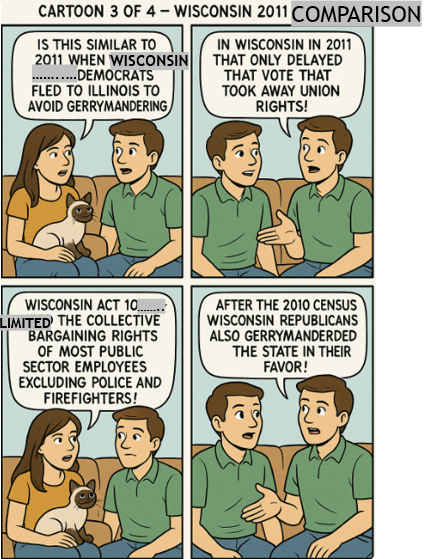 CARTOON 3 OF 4 – WISCONSIN 2011 COMPARISON
IS THIS SIMILAR TO
2011 WHEN WISCONSIN
..........DEMOCRATS
FLED TO ILLINOIS TO
AVOID GERRYMANDERING
IN WISCONSIN IN 2011
THAT ONLY DELAYED
THAT VOTE THAT
TOOK AWAY UNION
RIGHTS!
WISCONSIN ACT 10........
LIMITED THE COLLECTIVE
BARGAINING RIGHTS
OF MOST PUBLIC
SECTOR EMPLOYEES
EXCLUDING POLICE AND
FIREFIGHTERS!
AFTER THE 2010 CENSUS
WISCONSIN REPUBLICANS
ALSO GERRYMANDERDED
THE STATE IN THEIR
FAVOR!